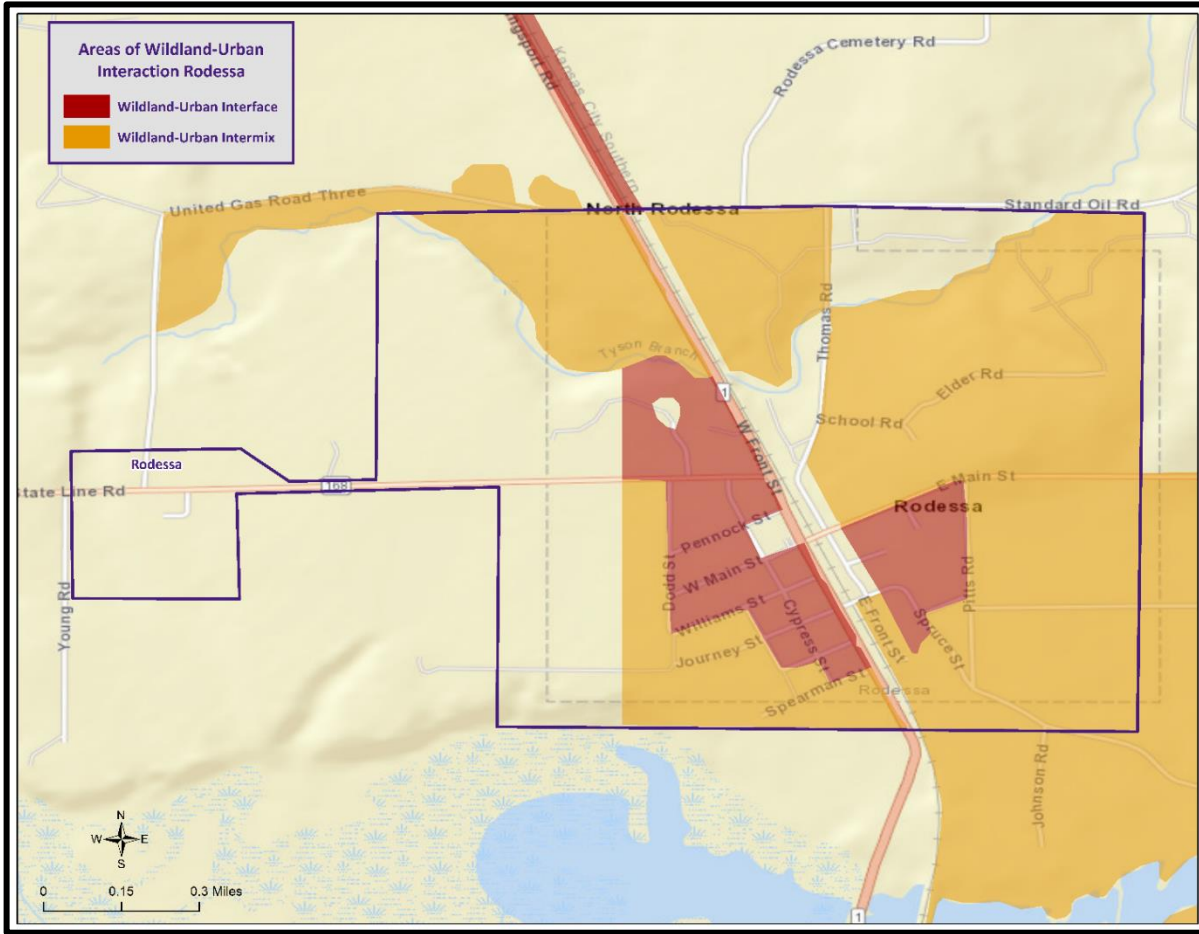 Areas of Wildland-Urban
Interaction Rodessa
Wildland-Urban Interface
Wildland-Urban Intermix
Kansas City Southern
Rodessa Cemetery Rd
United Gas Road Three
North Rodessa
Standard Oil Rd
Thomas Rd
Tyson Branch
Elder Rd
1
School Rd
W Front St
Rodessa
State Line Rd
168
E Main St
Rodessa
Pennock St
W Main St
Dodd St
Williams St
Cypress St
Pitts Rd
Young Rd
E Front St
Spruce St
Journey St
Spearman St
Rodessa
Johnson Rd
N
W E
S
0 0.15 0.3 Miles
1